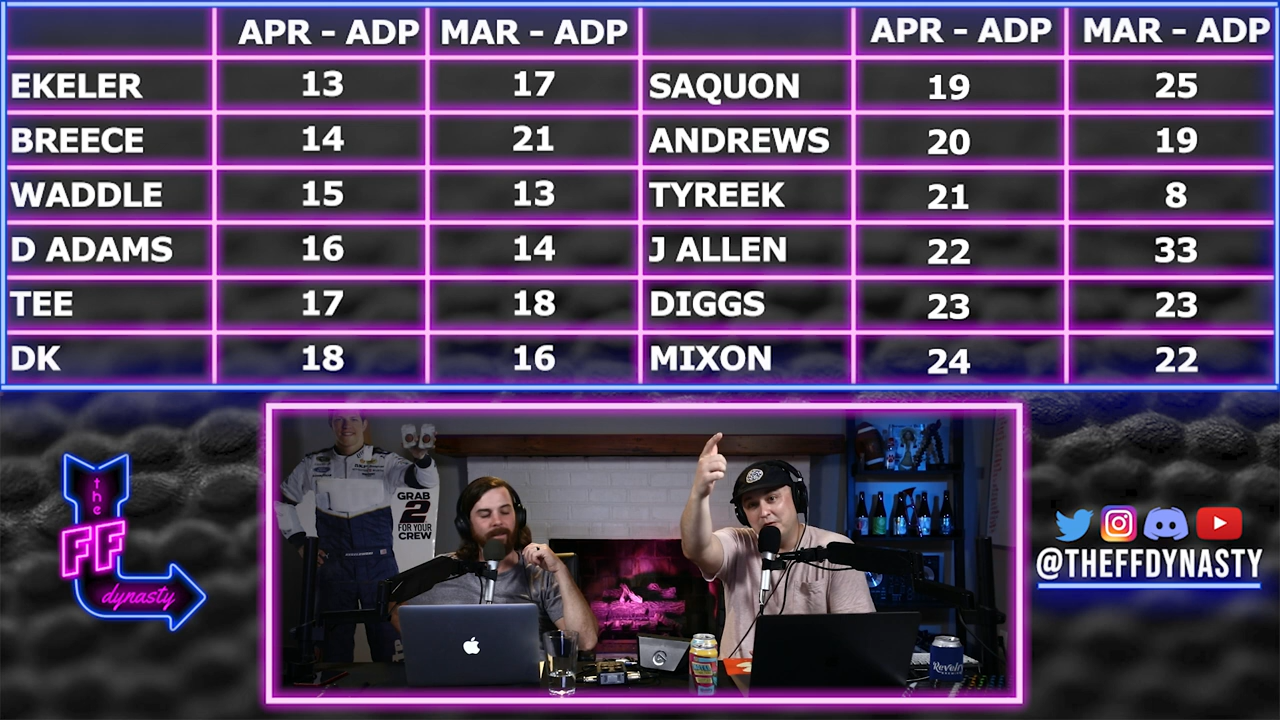 APR - ADP MAR - ADP APR - ADP MAR - ADP
EKELER 13 17 SAQUON 19 25
BREECE 14 21 ANDREWS 20 19
WADDLE 15 13 TYREEK 21 8
D ADAMS 16 14 J ALLEN 22 33
TEE 17 18 DIGGS 23 23
DK 18 16 MIXON 24 22
the
FF
dynasty
GRAB
2
FOR YOUR
CREW
Revelry
@THEFFDYNASTY